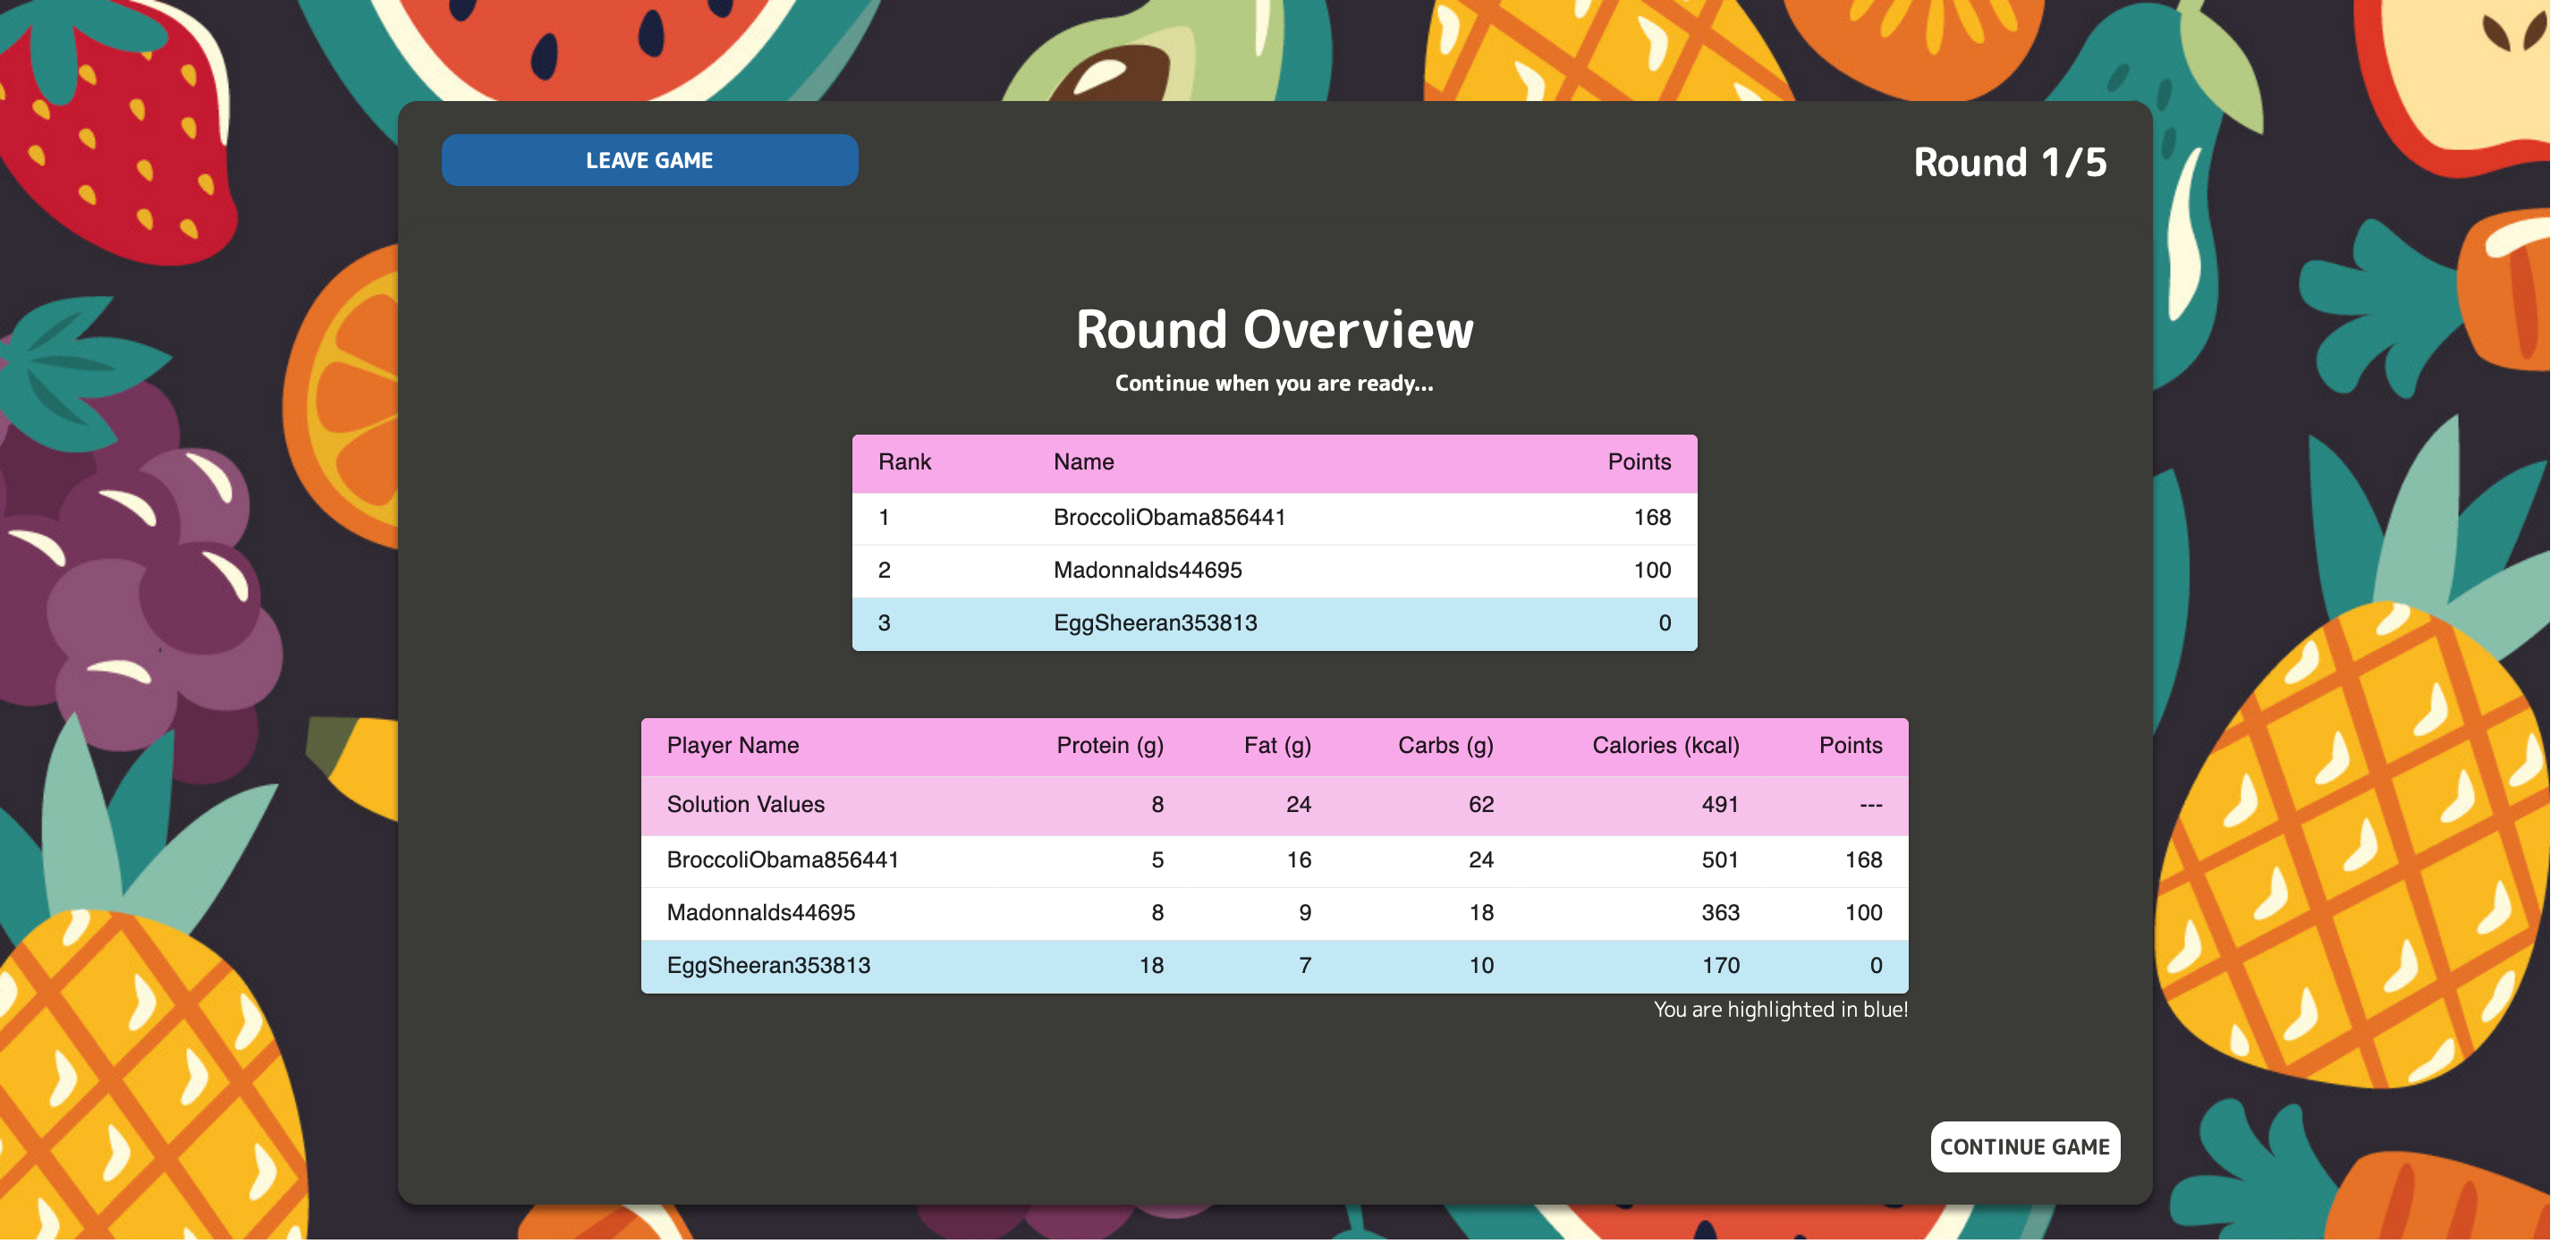 LEAVE GAME
Round 1/5
Round Overview
Continue when you are ready...
Rank Name Points
1 BroccoliObama856441 168
2 Madonnalds44695 100
3 EggSheeran353813 0
Player Name Protein (g) Fat (g) Carbs (g) Calories (kcal) Points
Solution Values 8 24 62 491 ---
BroccoliObama856441 5 16 24 501 168
Madonnalds44695 8 9 18 363 100
EggSheeran353813 18 7 10 170 0
You are highlighted in blue!
CONTINUE GAME